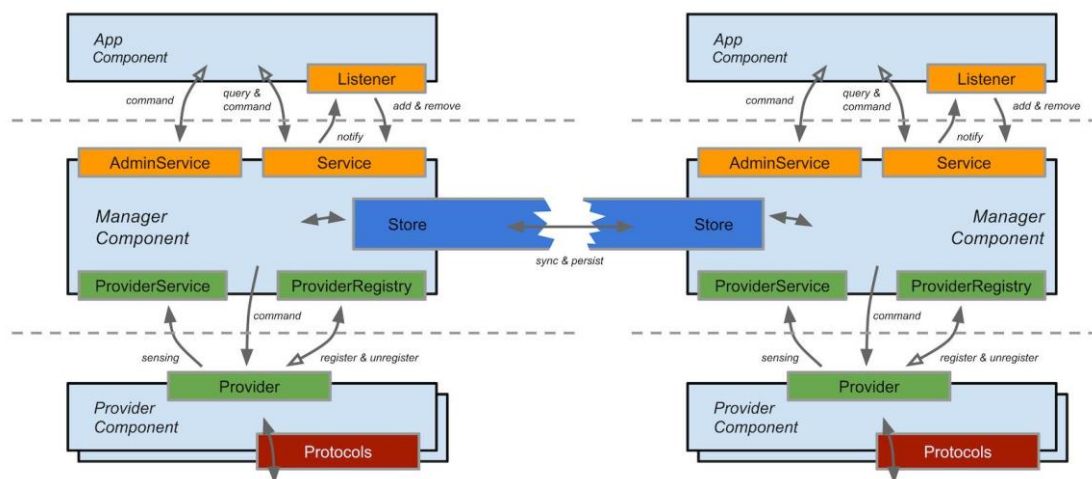 App
Component
Listener
command
query &
command
add & remove
notify
AdminService
Service
Manager
Component
Store
ProviderService
ProviderRegistry
command
sensing
register & unregister
Provider
Provider
Component
Protocols
sync & persist
App
Component
Listener
command
query &
command
add & remove
notify
AdminService
Service
Store
Manager
Component
ProviderService
ProviderRegistry
command
sensing
register & unregister
Provider
Provider
Component
Protocols